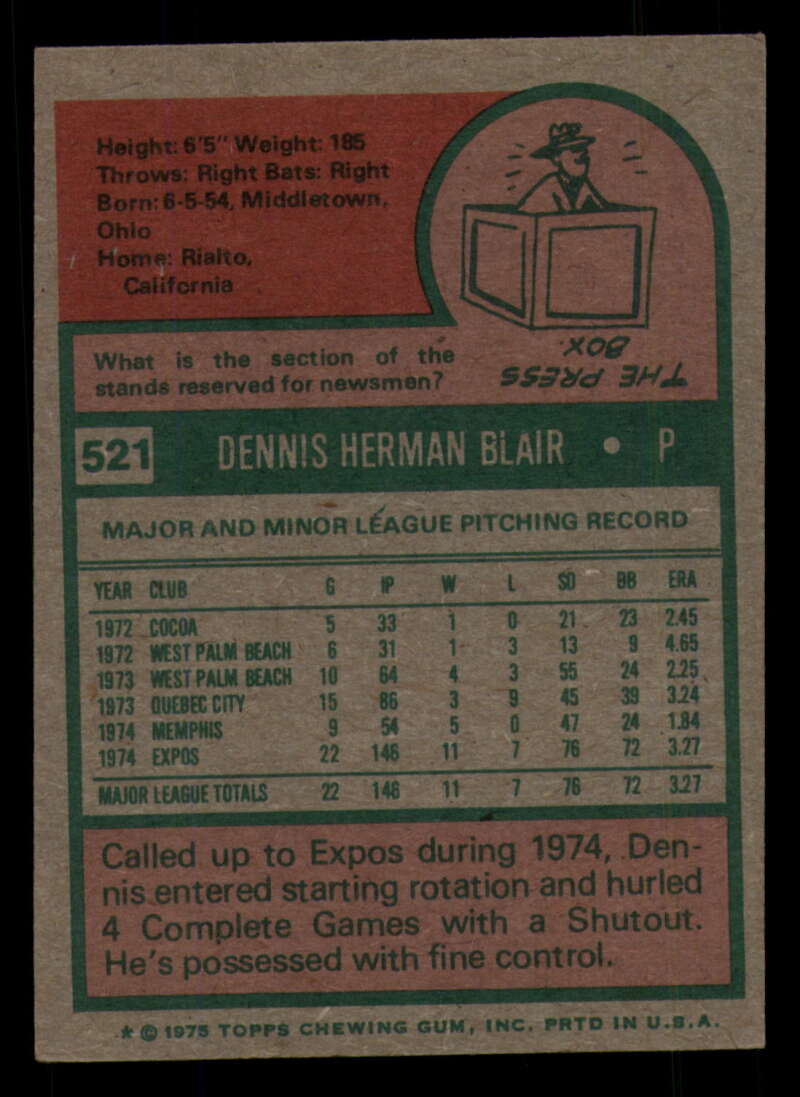 Height: 6'5" Weight: 185
Throws: Right Bats: Right
Born: 6-5-54, Middletown,
Ohio
Home: Rialto,
California
What is the section of the
stands reserved for newsmen?
THE PRESS
BOX.
521 DENNIS HERMAN BLAIR • P
MAJOR AND MINOR LEAGUE PITCHING RECORD
YEAR CLUB G IP W L SO BB ERA
1972 COCOA 5 33 1 0 21 23 2.45
1972 WEST PALM BEACH 6 31 1 3 13 9 4.65
1973 WEST PALM BEACH 10 64 4 3 55 24 2.25
1973 QUEBEC CITY 15 86 3 9 45 39 3.24
1974 MEMPHIS 9 54 5 0 47 24 1.84
1974 EXPOS 22 146 11 7 76 72 3.27
MAJOR LEAGUE TOTALS 22 146 11 7 76 72 3.27
Called up to Expos during 1974, Den-
nis entered starting rotation and hurled
4 Complete Games with a Shutout.
He's possessed with fine control.
* © 1975 TOPPS CHEWING GUM, INC. PRTD IN U.S.A.